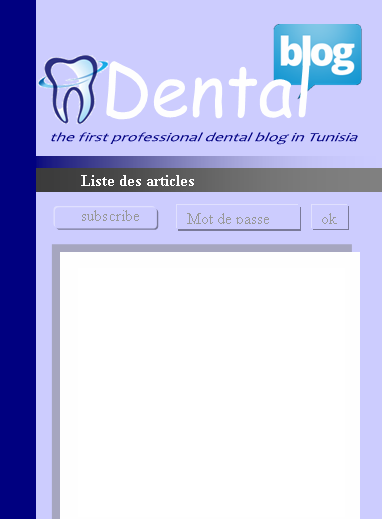 blog
Dental
the first professional dental blog in Tunisia
Liste des articles
subscribe
Mot de passe
ok